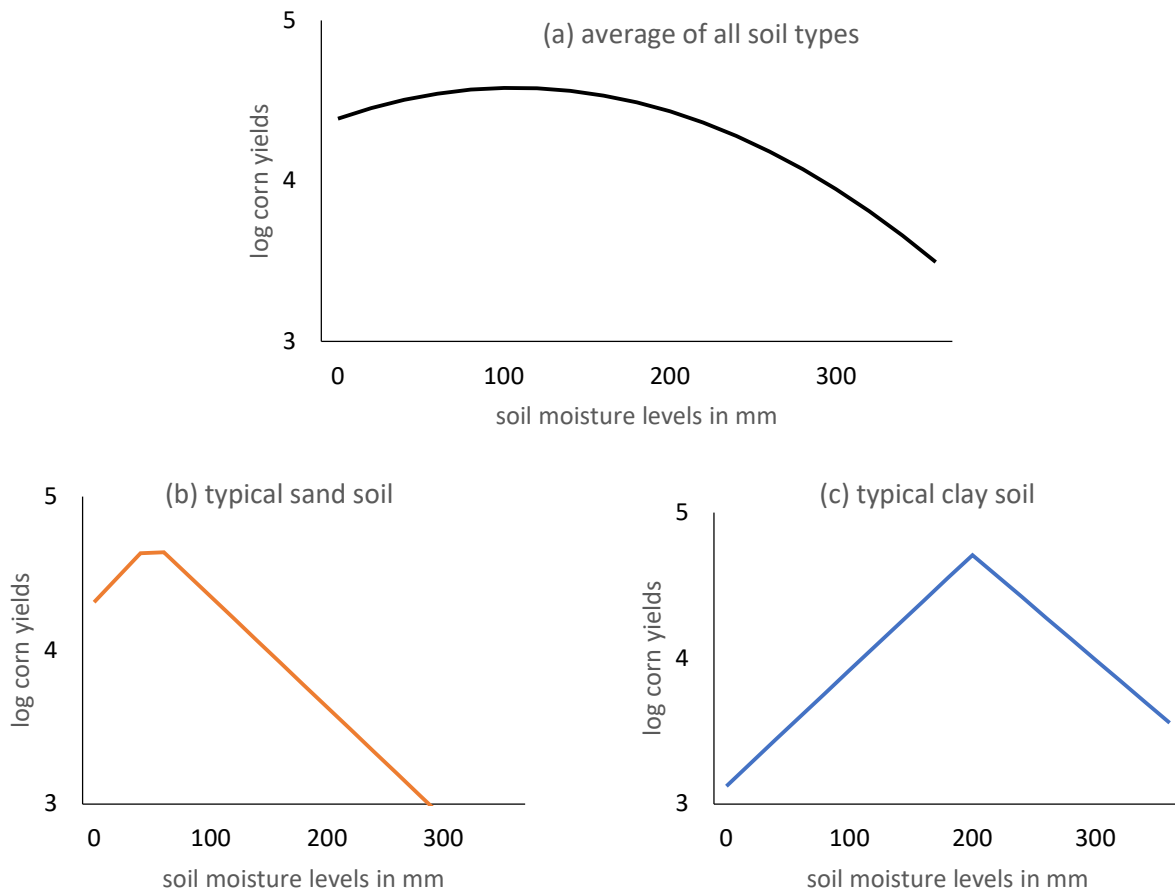 (a) average of all soil types
5
4
3
log corn yields
0 100 200 300
soil moisture levels in mm
(b) typical sand soil
5
4
3
log corn yields
0 100 200 300
soil moisture levels in mm
(c) typical clay soil
5
4
3
log corn yields
0 100 200 300
soil moisture levels in mm